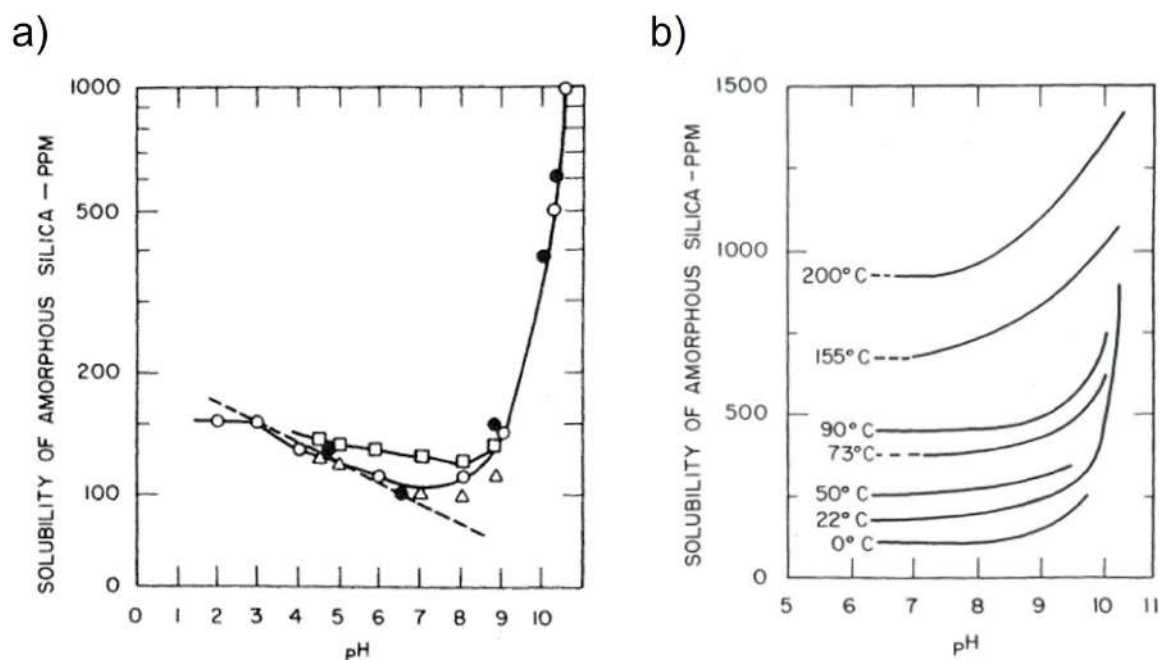 a)
SOLUBILITY OF AMORPHOUS SILICA — PPM
1000
500
200
100
0
0 1 2 3 4 5 6 7 8 9 10
pH
b)
SOLUBILITY OF AMORPHOUS SILICA - PPM
1500
1000
500
0
200°C
155°C
90°C
73°C
50°C
22°C
0°C
5 6 7 8 9 10 11
pH